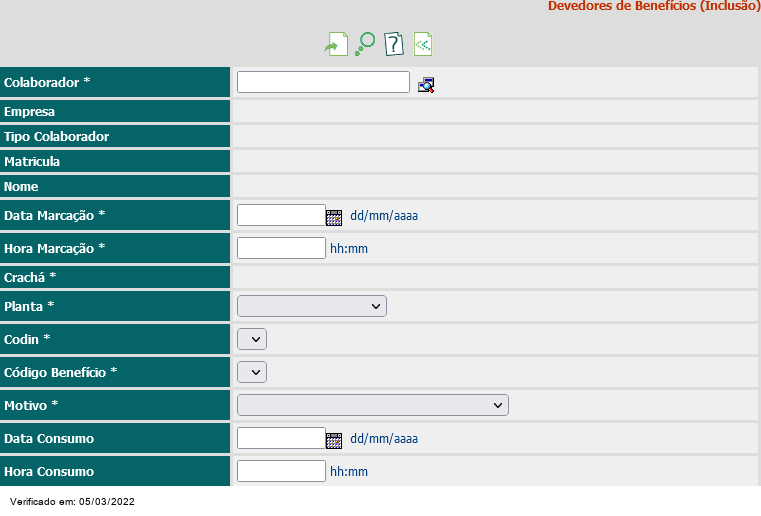 Devedores de Benefícios (Inclusão)
?
Colaborador *
Empresa
Tipo Colaborador
Matricula
Nome
Data Marcação * dd/mm/aaaa
Hora Marcação * hh:mm
Crachá *
Planta *
Codin *
Código Benefício *
Motivo *
Data Consumo dd/mm/aaaa
Hora Consumo hh:mm
Verificado em: 05/03/2022